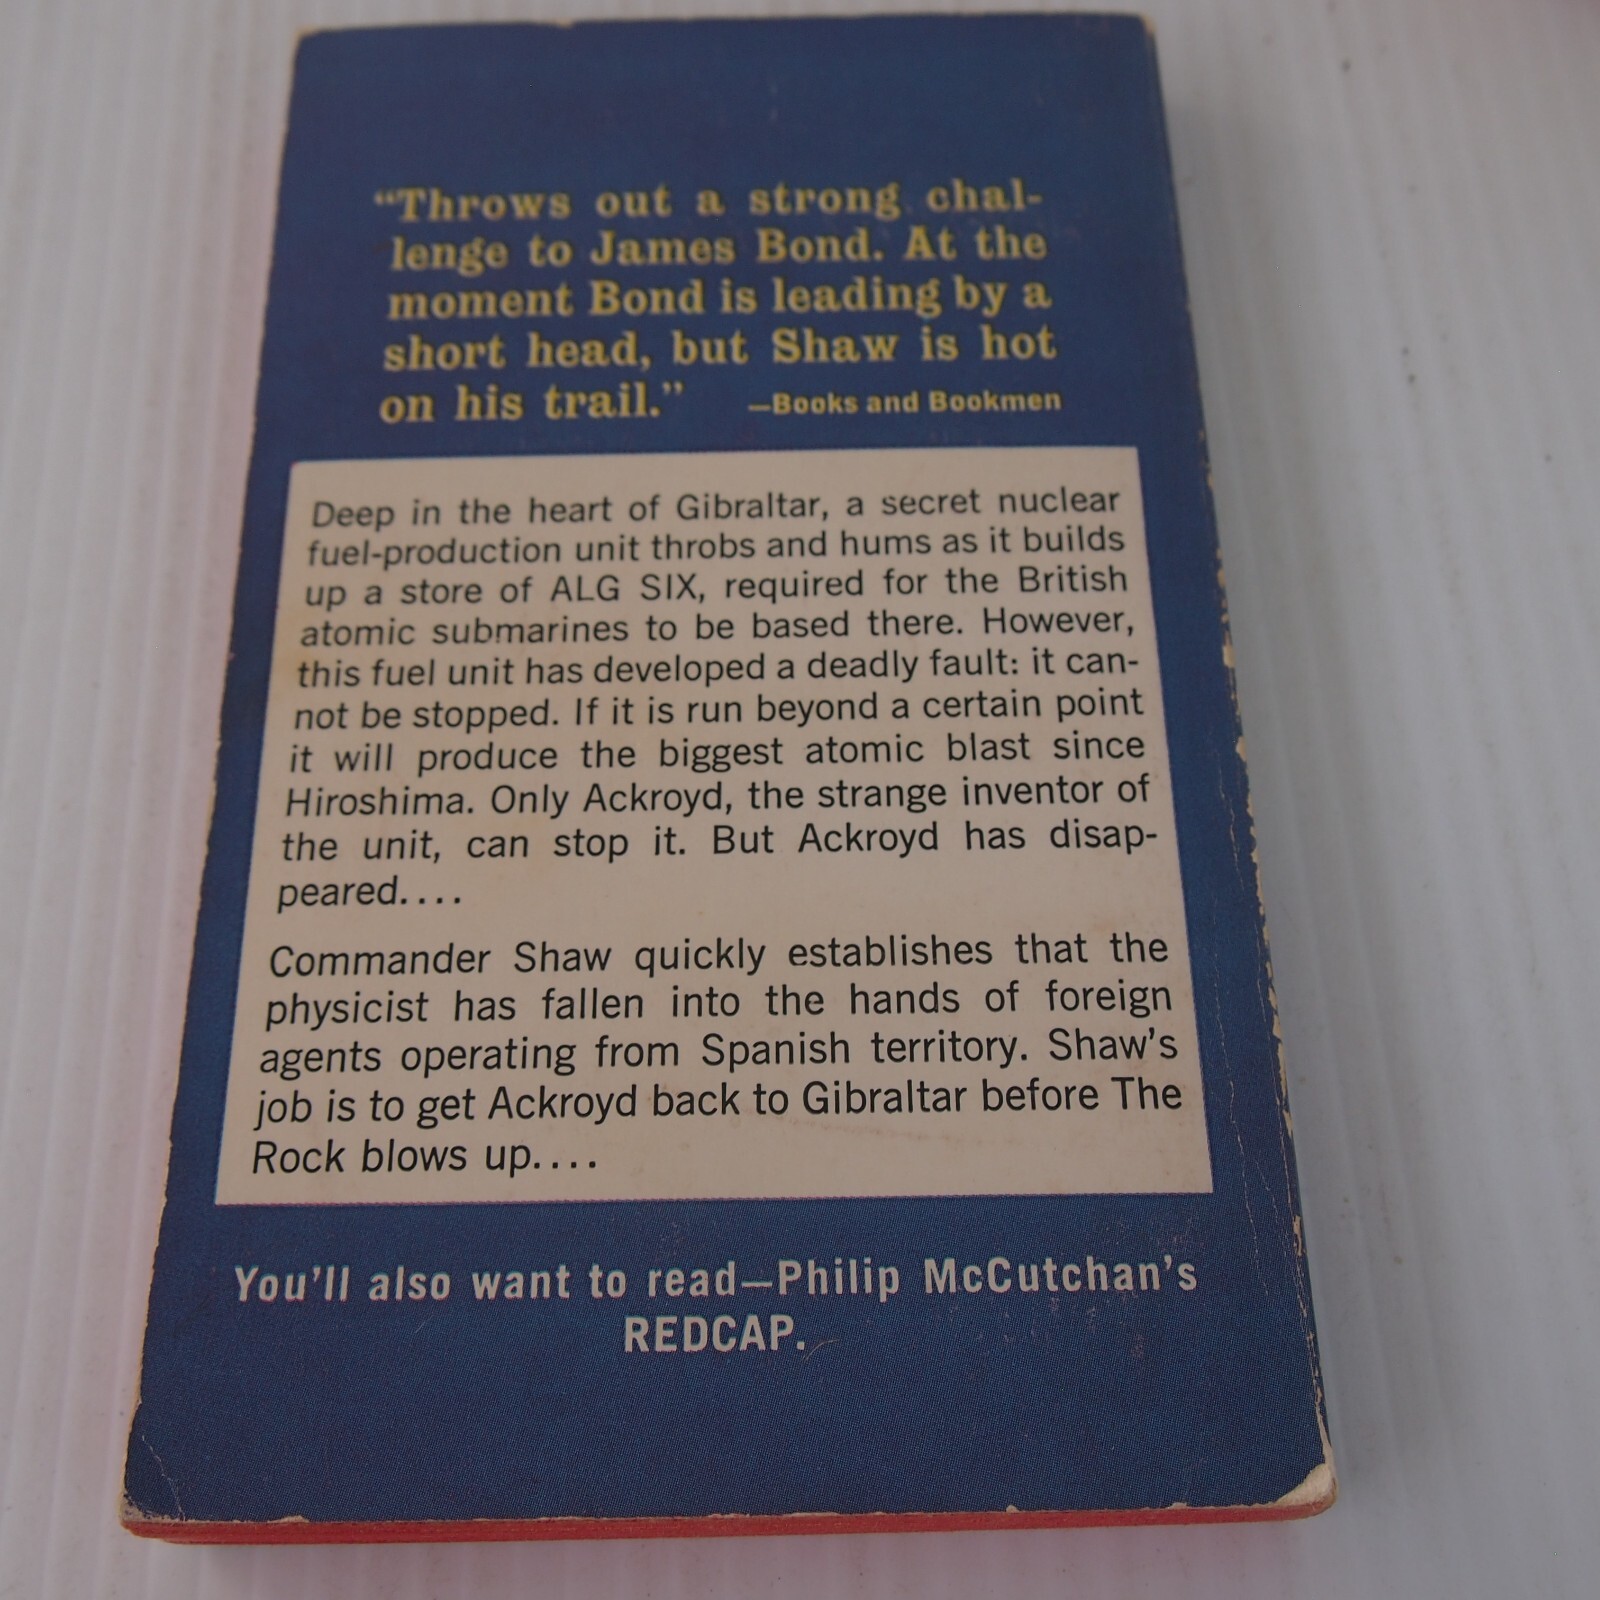 “Throws out a strong chal-
lenge to James Bond. At the
moment Bond is leading by a
short head, but Shaw is hot
on his trail.” —Books and Bookmen
Deep in the heart of Gibraltar, a secret nuclear
fuel-production unit throbs and hums as it builds
up a store of ALG SIX, required for the British
atomic submarines to be based there. However,
this fuel unit has developed a deadly fault: it can-
not be stopped. If it is run beyond a certain point
it will produce the biggest atomic blast since
Hiroshima. Only Ackroyd, the strange inventor of
the unit, can stop it. But Ackroyd has disap-
peared....
Commander Shaw quickly establishes that the
physicist has fallen into the hands of foreign
agents operating from Spanish territory. Shaw’s
job is to get Ackroyd back to Gibraltar before The
Rock blows up....
You’ll also want to read—Philip McCutchan’s
REDCAP.